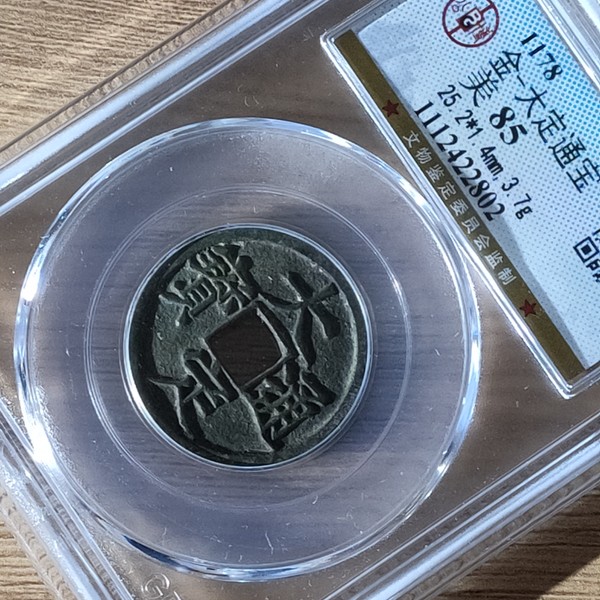 1178
金-大定通宝
美 85
25.2*1.4mm,3.7g
1112422802
文物鉴定委员会监制
大定通寶